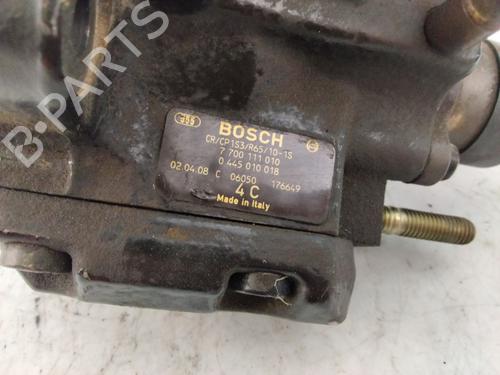 955
BOSCH
CR/CP1S3/R65/10-1S
7 700 111 010
0 445 010 018
02.04.08 C 06050 176649
4 C
Made in Italy